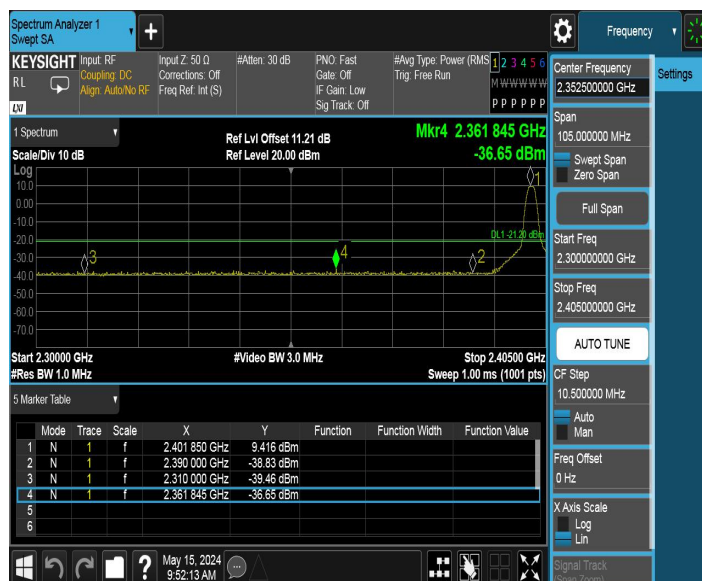 Spectrum Analyzer 1
Swept SA
+
Frequency
KEYSIGHT
R L
LXI
Input: RF
Coupling: DC
Align: Auto/No RF
Input Z: 50 Ω
Corrections: Off
Freq Ref: Int (S)
#Atten: 30 dB
PNO: Fast
Gate: Off
IF Gain: Low
Sig Track: Off
#Avg Type: Power (RMS
Trig: Free Run
1 2 3 4 5 6
M W W W W W
P P P P P P
Center Frequency
2.352500000 GHz
Settings
Span
105.000000 MHz
Swept Span
Zero Span
Full Span
Start Freq
2.300000000 GHz
Stop Freq
2.405000000 GHz
AUTO TUNE
CF Step
10.500000 MHz
Auto
Man
Freq Offset
0 Hz
X Axis Scale
Log
Lin
Signal Track
(Span Zoom)
1 Spectrum
Scale/Div 10 dB
Ref Lvl Offset 11.21 dB
Ref Level 20.00 dBm
Mkr4 2.361 845 GHz
-36.65 dBm
Log
10.0
0.00
-10.0
-20.0
-30.0
-40.0
-50.0
-60.0
-70.0
1
DL1 -21.20 dBm
3
4
2
Start 2.30000 GHz
#Video BW 3.0 MHz
Stop 2.40500 GHz
#Res BW 1.0 MHz
Sweep 1.00 ms (1001 pts)
5 Marker Table
Mode Trace Scale X Y Function Function Width Function Value
1 N 1 f 2.401 850 GHz 9.416 dBm
2 N 1 f 2.390 000 GHz -38.83 dBm
3 N 1 f 2.310 000 GHz -39.46 dBm
4 N 1 f 2.361 845 GHz -36.65 dBm
5
6
?
May 15, 2024
9:52:13 AM